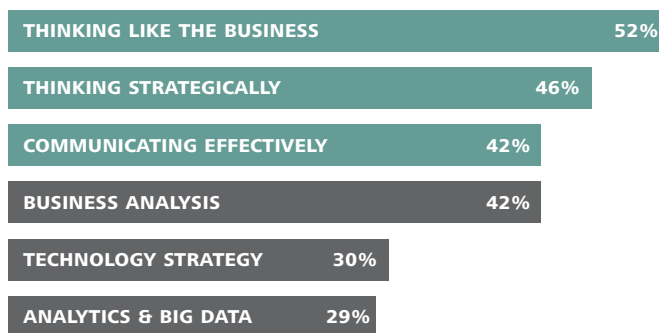 THINKING LIKE THE BUSINESS 52%
THINKING STRATEGICALLY 46%
COMMUNICATING EFFECTIVELY 42%
BUSINESS ANALYSIS 42%
TECHNOLOGY STRATEGY 30%
ANALYTICS & BIG DATA 29%